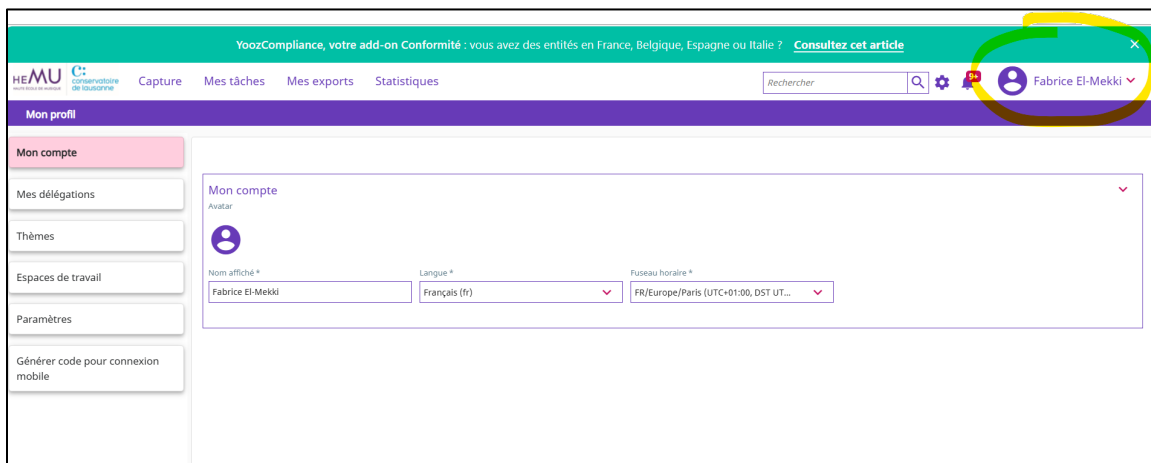 YoozCompliance, votre add-on Conformité : vous avez des entités en France, Belgique, Espagne ou Italie ? Consultez cet article
HEMU
HAUTE ÉCOLE DE MUSIQUE
C:
conservatoire
de lausanne
Capture
Mes tâches
Mes exports
Statistiques
Rechercher
9+
Fabrice El-Mekki
Mon profil
Mon compte
Mes délégations
Thèmes
Espaces de travail
Paramètres
Générer code pour connexion
mobile
Mon compte
Avatar
Nom affiché *
Langue *
Fuseau horaire *
Fabrice El-Mekki
Français (fr)
FR/Europe/Paris (UTC+01:00, DST UT...